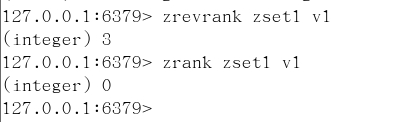 127.0.0.1:6379> zrevrank zset1 v1
(integer) 3
127.0.0.1:6379> zrank zset1 v1
(integer) 0
127.0.0.1:6379>